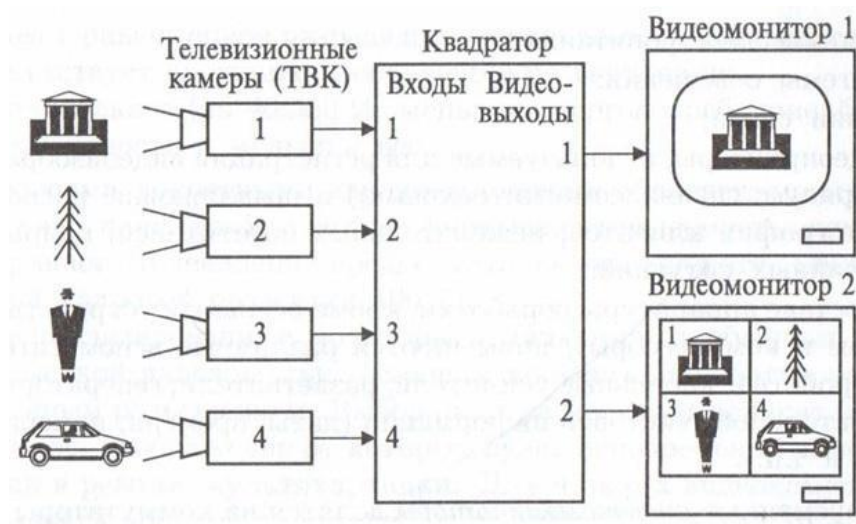 Телевизионные
камеры (ТВК)
1
2
3
4
Квадратор
Входы Видео-
выходы
1
2
3
4
1
2
Видеомонитор 1
Видеомонитор 2
1
2
3
4